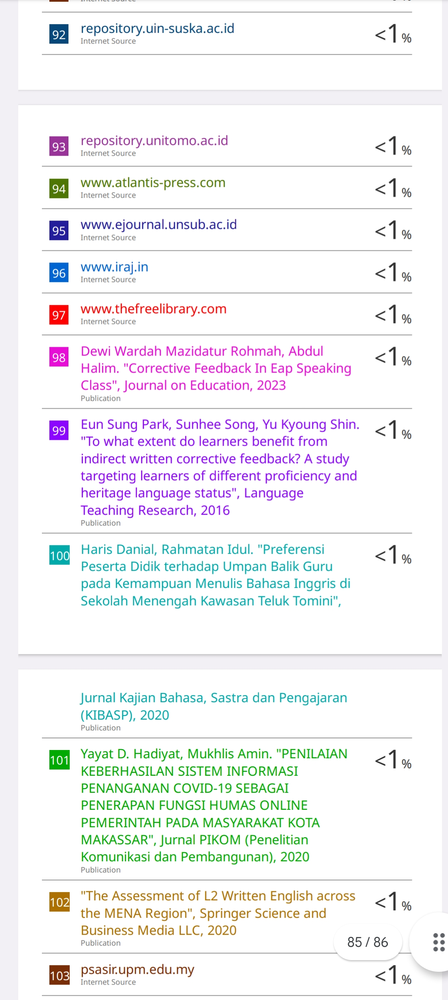 92
repository.uin-suska.ac.id
Internet Source
<1%
93
repository.unitomo.ac.id
Internet Source
<1%
94
www.atlantis-press.com
Internet Source
<1%
95
www.ejournal.unsub.ac.id
Internet Source
<1%
96
www.iraj.in
Internet Source
<1%
97
www.thefreelibrary.com
Internet Source
<1%
98
Dewi Wardah Mazidatur Rohmah, Abdul
Halim. "Corrective Feedback In Eap Speaking
Class", Journal on Education, 2023
Publication
<1%
99
Eun Sung Park, Sunhee Song, Yu Kyoung Shin.
"To what extent do learners benefit from
indirect written corrective feedback? A study
targeting learners of different proficiency and
heritage language status", Language
Teaching Research, 2016
Publication
<1%
100
Haris Danial, Rahmatan Idul. "Preferensi
Peserta Didik terhadap Umpan Balik Guru
pada Kemampuan Menulis Bahasa Inggris di
Sekolah Menengah Kawasan Teluk Tomini",
<1%
Jurnal Kajian Bahasa, Sastra dan Pengajaran
(KIBASP), 2020
Publication
101
Yayat D. Hadiyat, Mukhlis Amin. "PENILAIAN
KEBERHASILAN SISTEM INFORMASI
PENANGANAN COVID-19 SEBAGAI
PENERAPAN FUNGSI HUMAS ONLINE
PEMERINTAH PADA MASYARAKAT KOTA
MAKASSAR", Jurnal PIKOM (Penelitian
Komunikasi dan Pembangunan), 2020
Publication
<1%
102
"The Assessment of L2 Written English across
the MENA Region", Springer Science and
Business Media LLC, 2020
Publication
<1%
85 / 86
103
psasir.upm.edu.my
Internet Source
<1%